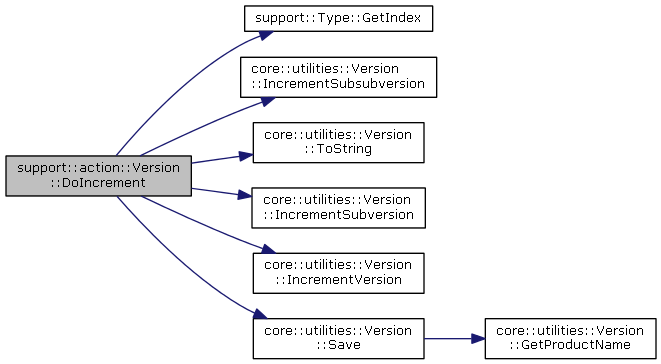 support::Type::GetIndex
core::utilities::Version
::IncrementSubsubversion
core::utilities::Version
::ToString
support::action::Version
::DoIncrement
core::utilities::Version
::IncrementSubversion
core::utilities::Version
::IncrementVersion
core::utilities::Version
::Save
core::utilities::Version
::GetProductName